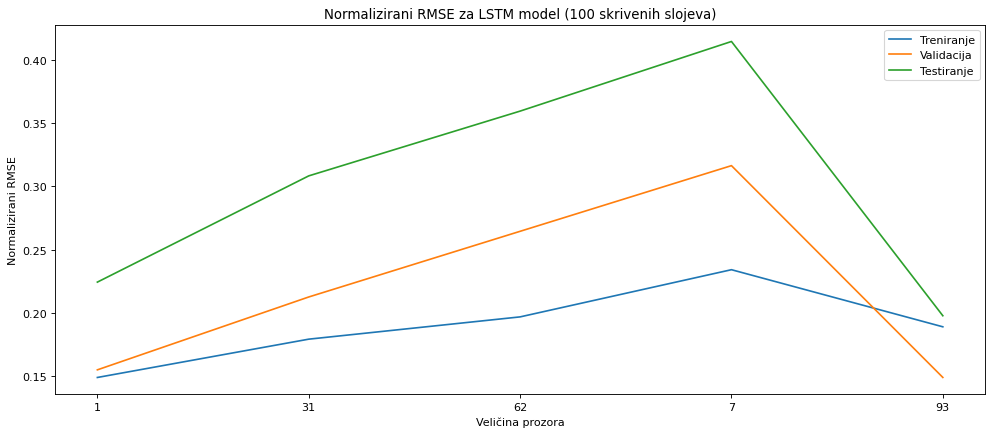 Normalizirani RMSE za LSTM model (100 skrivenih slojeva)
Treniranje
Validacija
Testiranje
Normalizirani RMSE
0.40
0.35
0.30
0.25
0.20
0.15
1 31 62 7 93
Veličina prozora